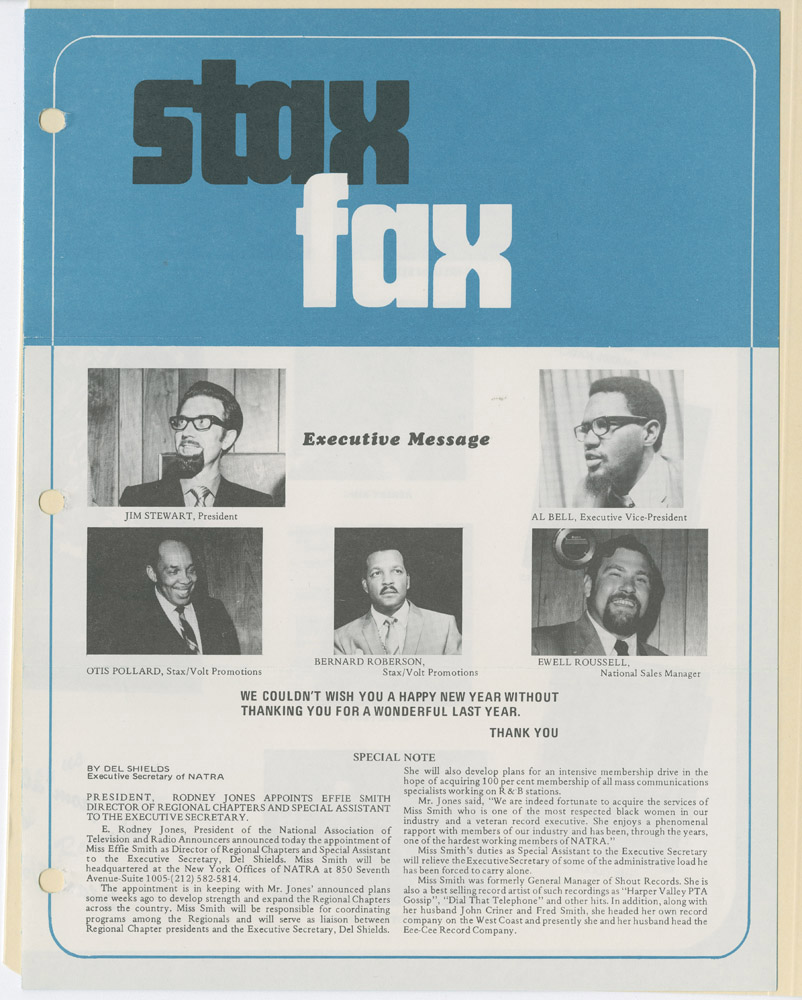 stax
fax
Executive Message
JIM STEWART, President
AL BELL, Executive Vice-President
OTIS POLLARD, Stax/Volt Promotions
BERNARD ROBERSON,
Stax/Volt Promotions
EWELL ROUSSELL,
National Sales Manager
WE COULDN'T WISH YOU A HAPPY NEW YEAR WITHOUT
THANKING YOU FOR A WONDERFUL LAST YEAR.
THANK YOU
SPECIAL NOTE
BY DEL SHIELDS
Executive Secretary of NATRA
PRESIDENT, RODNEY JONES APPOINTS EFFIE SMITH
DIRECTOR OF REGIONAL CHAPTERS AND SPECIAL ASSISTANT
TO THE EXECUTIVE SECRETARY.
E. Rodney Jones, President of the National Association of
Television and Radio Announcers announced today the appointment of
Miss Effie Smith as Director of Regional Chapters and Special Assistant
to the Executive Secretary, Del Shields. Miss Smith will be
headquartered at the New York Offices of NATRA at 850 Seventh
Avenue-Suite 1005-(212) 582-5814.
The appointment is in keeping with Mr. Jones' announced plans
some weeks ago to develop strength and expand the Regional Chapters
across the country. Miss Smith will be responsible for coordinating
programs among the Regionals and will serve as liaison between
Regional Chapter presidents and the Executive Secretary, Del Shields.
She will also develop plans for an intensive membership drive in the
hope of acquiring 100 per cent membership of all mass communications
specialists working on R & B stations.
Mr. Jones said, "We are indeed fortunate to acquire the services of
Miss Smith who is one of the most respected black women in our
industry and a veteran record executive. She enjoys a phenomenal
rapport with members of our industry and has been, through the years,
one of the hardest working members of NATRA."
Miss Smith's duties as Special Assistant to the Executive Secretary
will relieve the Executive Secretary of some of the administrative load he
has been forced to carry alone.
Miss Smith was formerly General Manager of Shout Records. She is
also a best selling record artist of such recordings as "Harper Valley PTA
Gossip", "Dial That Telephone" and other hits. In addition, along with
her husband John Criner and Fred Smith, she headed her own record
company on the West Coast and presently she and her husband head the
Eee-Cee Record Company.